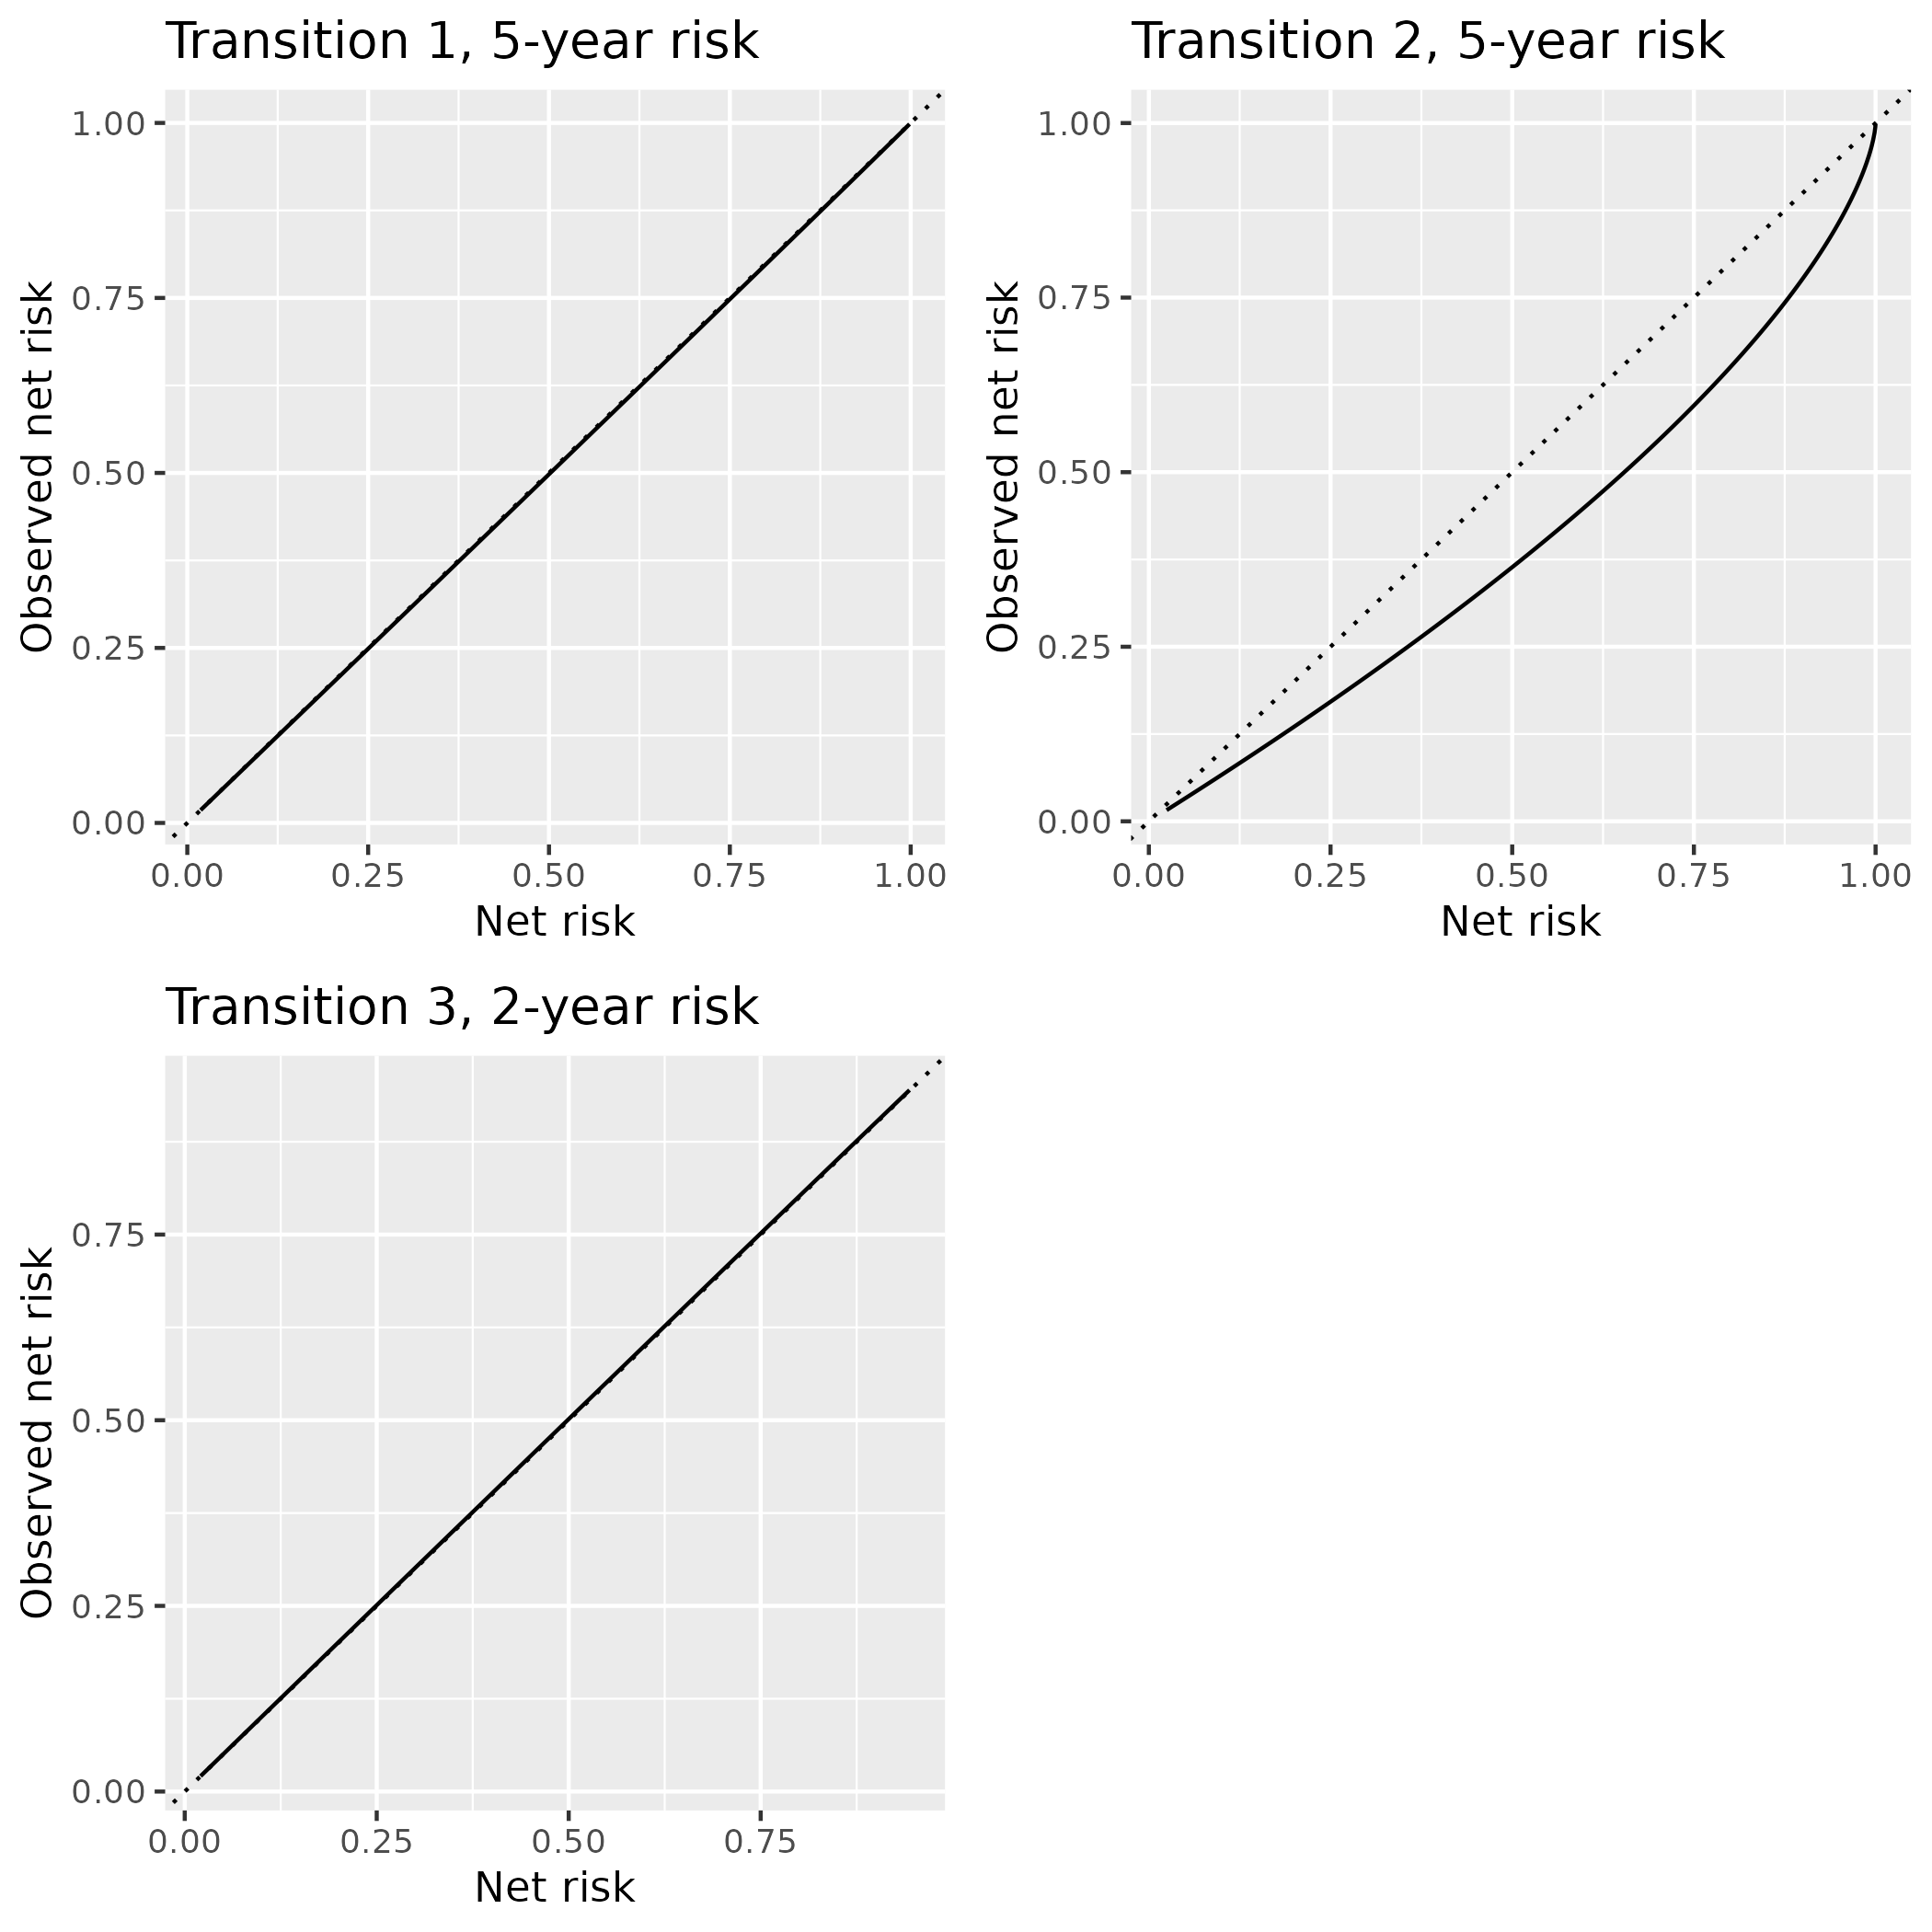 Transition 1, 5-year risk
Observed net risk
1.00
0.75
0.50
0.25
0.00
0.00 0.25 0.50 0.75 1.00
Net risk
Transition 2, 5-year risk
Observed net risk
1.00
0.75
0.50
0.25
0.00
0.00 0.25 0.50 0.75 1.00
Net risk
Transition 3, 2-year risk
Observed net risk
0.75
0.50
0.25
0.00
0.00 0.25 0.50 0.75
Net risk